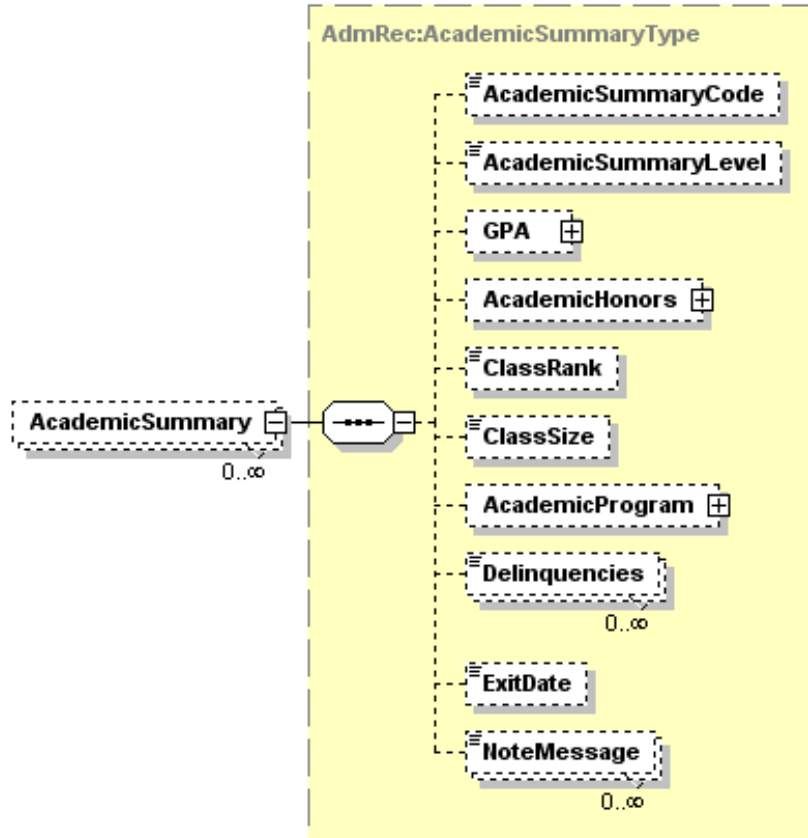 AdmRec:AcademicSummaryType
AcademicSummaryCode
AcademicSummaryLevel
GPA
AcademicHonors
ClassRank
AcademicSummary
0..∞
ClassSize
AcademicProgram
Delinquencies
0..∞
ExitDate
NoteMessage
0..∞